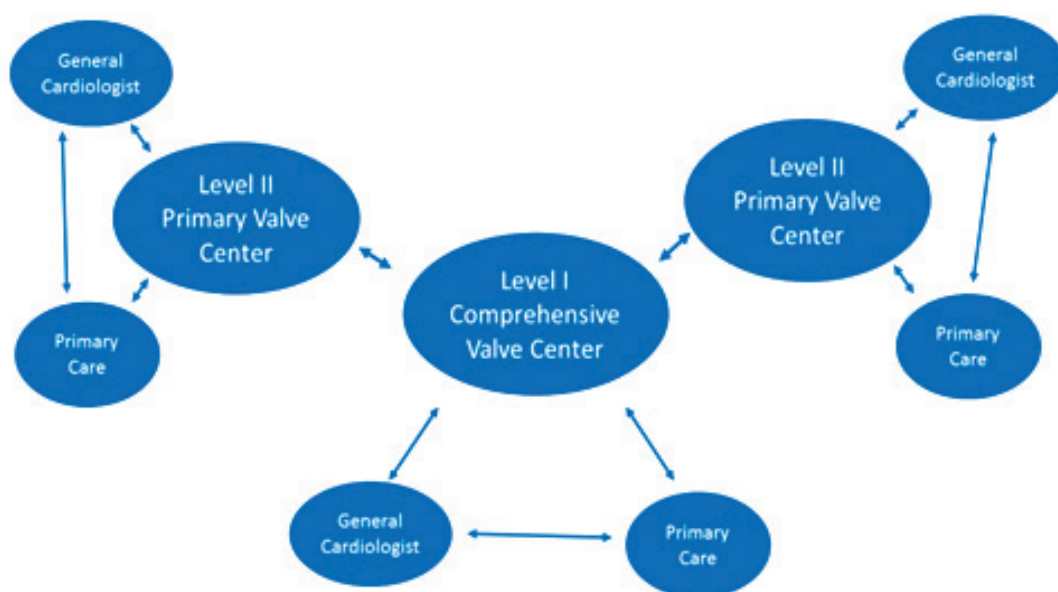 General
Cardiologist
Level II
Primary Valve
Center
Primary
Care
General
Cardiologist
Level II
Primary Valve
Center
Primary
Care
Level I
Comprehensive
Valve Center
General
Cardiologist
Primary
Care